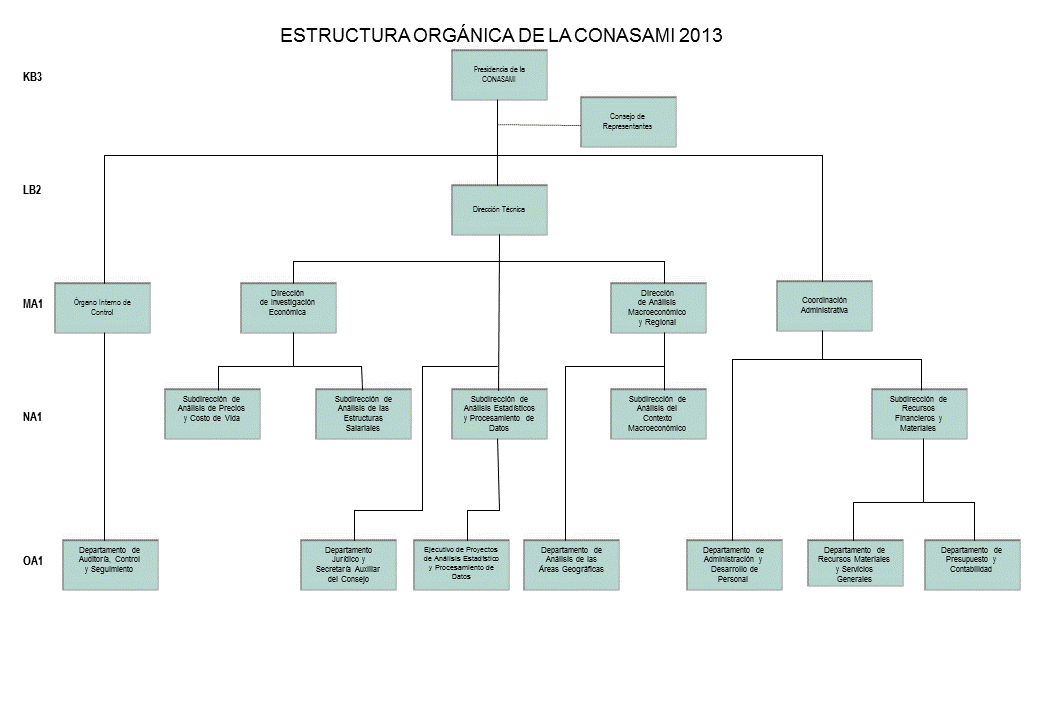 ESTRUCTURA ORGÁNICA DE LA CONASAMI 2013
KB3
Presidencia de la
CONASAMI
Consejo de
Representantes
LB2
Dirección Técnica
MA1
Órgano Interno de
Control
Dirección
de Investigación
Económica
Dirección
de Análisis
Macroeconómico
y Regional
Coordinación
Administrativa
NA1
Subdirección de
Análisis de Precios
y Costo de Vida
Subdirección de
Análisis de las
Estructuras
Salariales
Subdirección de
Análisis Estadísticos
y Procesamiento de
Datos
Subdirección de
Análisis del
Contexto
Macroeconómico
Subdirección de
Recursos
Financieros y
Materiales
OA1
Departamento de
Auditoría, Control
y Seguimiento
Departamento
Jurídico y
Secretaría Auxiliar
del Consejo
Ejecutivo de Proyectos
de Análisis Estadístico
y Procesamiento de
Datos
Departamento de
Análisis de las
Áreas Geográficas
Departamento de
Administración y
Desarrollo de
Personal
Departamento de
Recursos Materiales
y Servicios
Generales
Departamento de
Presupuesto y
Contabilidad